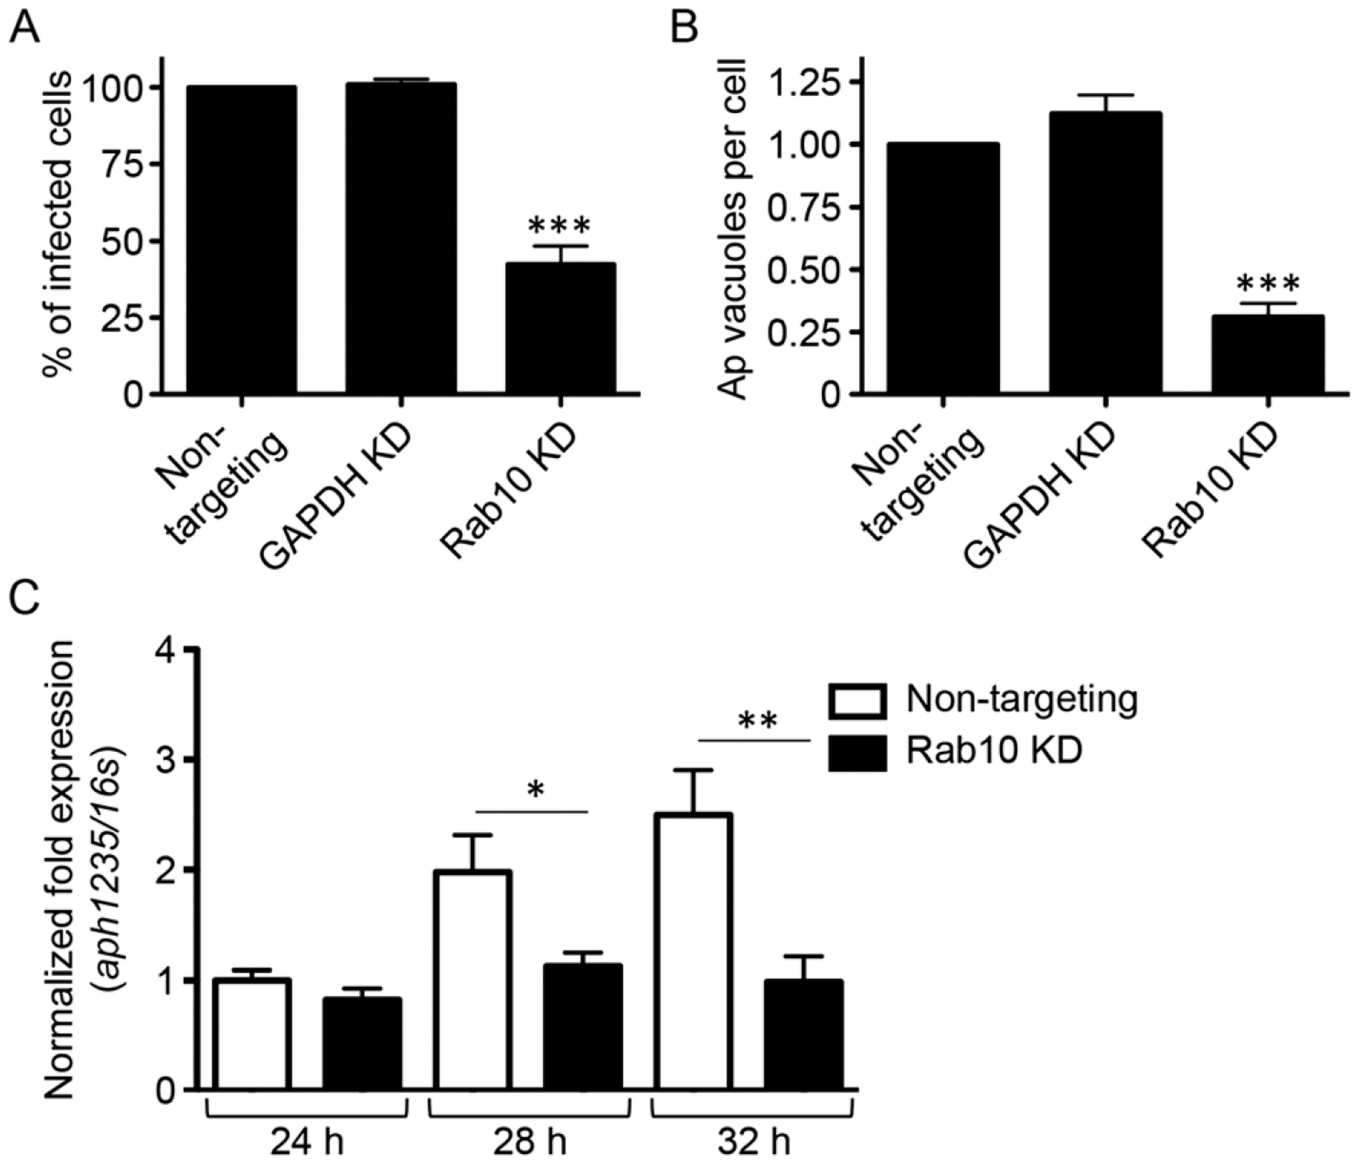 A
% of infected cells
100
75
50
25
0
***
Non-
targeting
GAPDH KD
Rab10 KD
B
Ap vacuoles per cell
1.25
1.00
0.75
0.50
0.25
0
***
Non-
targeting
GAPDH KD
Rab10 KD
C
Normalized fold expression
(aph1235/16s)
4
3
2
1
0
*
**
Non-targeting
Rab10 KD
24 h
28 h
32 h